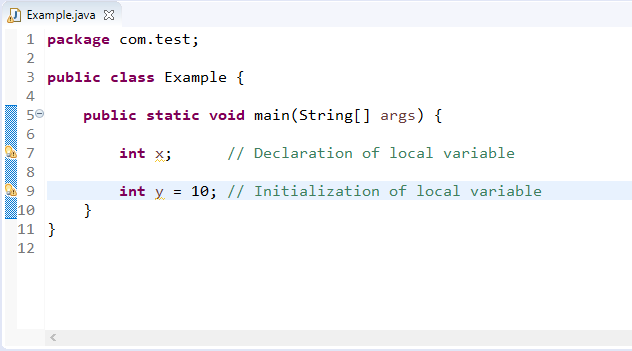 Example.java
1 package com.test;
2
3 public class Example {
4
5 public static void main(String[] args) {
6
7 int x; // Declaration of local variable
8
9 int y = 10; // Initialization of local variable
10 }
11 }
12